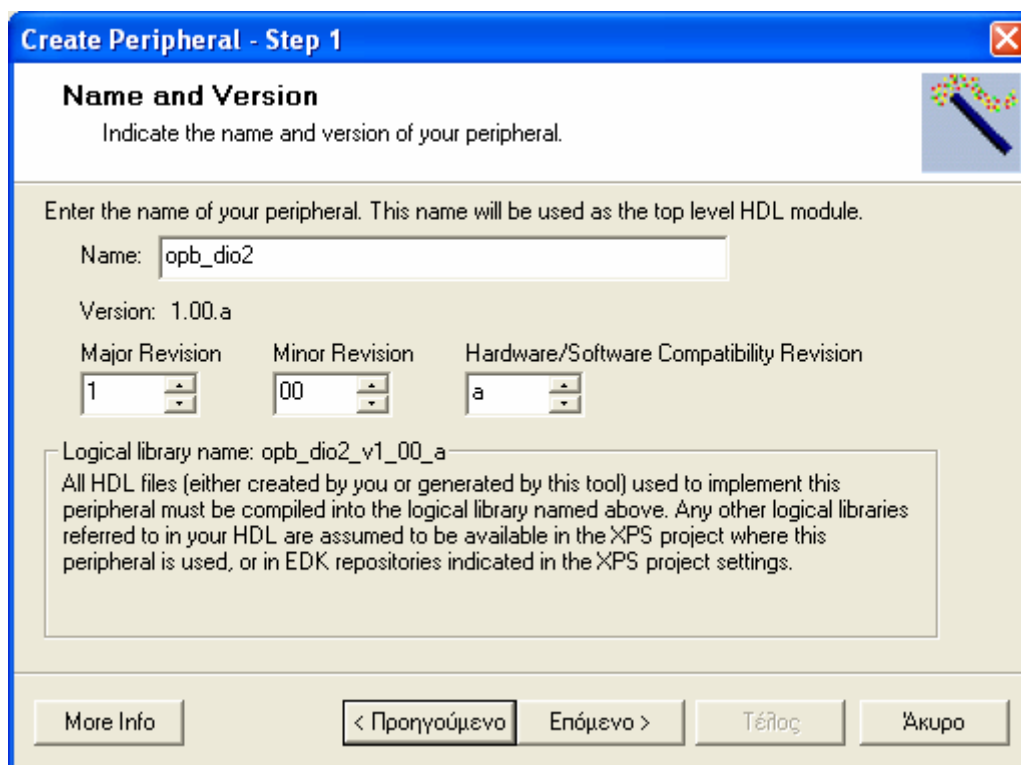 Create Peripheral - Step 1
Name and Version
Indicate the name and version of your peripheral.
Enter the name of your peripheral. This name will be used as the top level HDL module.
Name: opb_dio2
Version: 1.00.a
Major Revision Minor Revision Hardware/Software Compatibility Revision
1 00 a
Logical library name: opb_dio2_v1_00_a
All HDL files (either created by you or generated by this tool) used to implement this
peripheral must be compiled into the logical library named above. Any other logical libraries
referred to in your HDL are assumed to be available in the XPS project where this
peripheral is used, or in EDK repositories indicated in the XPS project settings.
More Info < Προηγούμενο Επόμενο > Τέλος Άκυρο